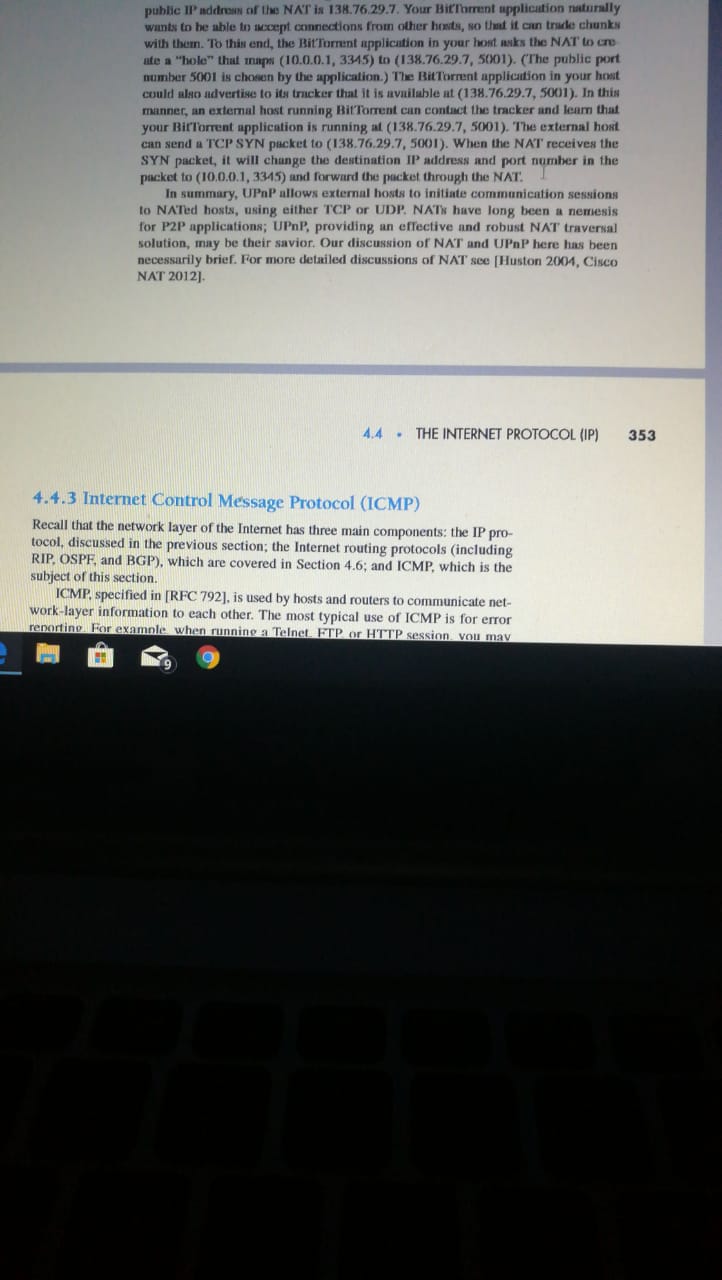 public IP address of the NAT is 138.76.29.7. Your BitTorrent application naturally
wants to be able to accept connections from other hosts, so that it can trade chunks
with them. To this end, the BitTorrent application in your host asks the NAT to cre-
ate a "hole" that maps (10.0.0.1, 3345) to (138.76.29.7, 5001). (The public port
number 5001 is chosen by the application.) The BitTorrent application in your host
could also advertise to its tracker that it is available at (138.76.29.7, 5001). In this
manner, an external host running BitTorrent can contact the tracker and learn that
your BitTorrent application is running at (138.76.29.7, 5001). The external host
can send a TCP SYN packet to (138.76.29.7, 5001). When the NAT receives the
SYN packet, it will change the destination IP address and port number in the
packet to (10.0.0.1, 3345) and forward the packet through the NAT.
In summary, UPnP allows external hosts to initiate communication sessions
to NATed hosts, using either TCP or UDP. NATs have long been a nemesis
for P2P applications; UPnP, providing an effective and robust NAT traversal
solution, may be their savior. Our discussion of NAT and UPnP here has been
necessarily brief. For more detailed discussions of NAT see [Huston 2004, Cisco
NAT 2012].
4.4 • THE INTERNET PROTOCOL (IP) 353
4.4.3 Internet Control Message Protocol (ICMP)
Recall that the network layer of the Internet has three main components: the IP pro-
tocol, discussed in the previous section; the Internet routing protocols (including
RIP, OSPF, and BGP), which are covered in Section 4.6; and ICMP, which is the
subject of this section.
ICMP, specified in [RFC 792], is used by hosts and routers to communicate net-
work-layer information to each other. The most typical use of ICMP is for error
reporting. For example, when running a Telnet, FTP, or HTTP session, you may
9